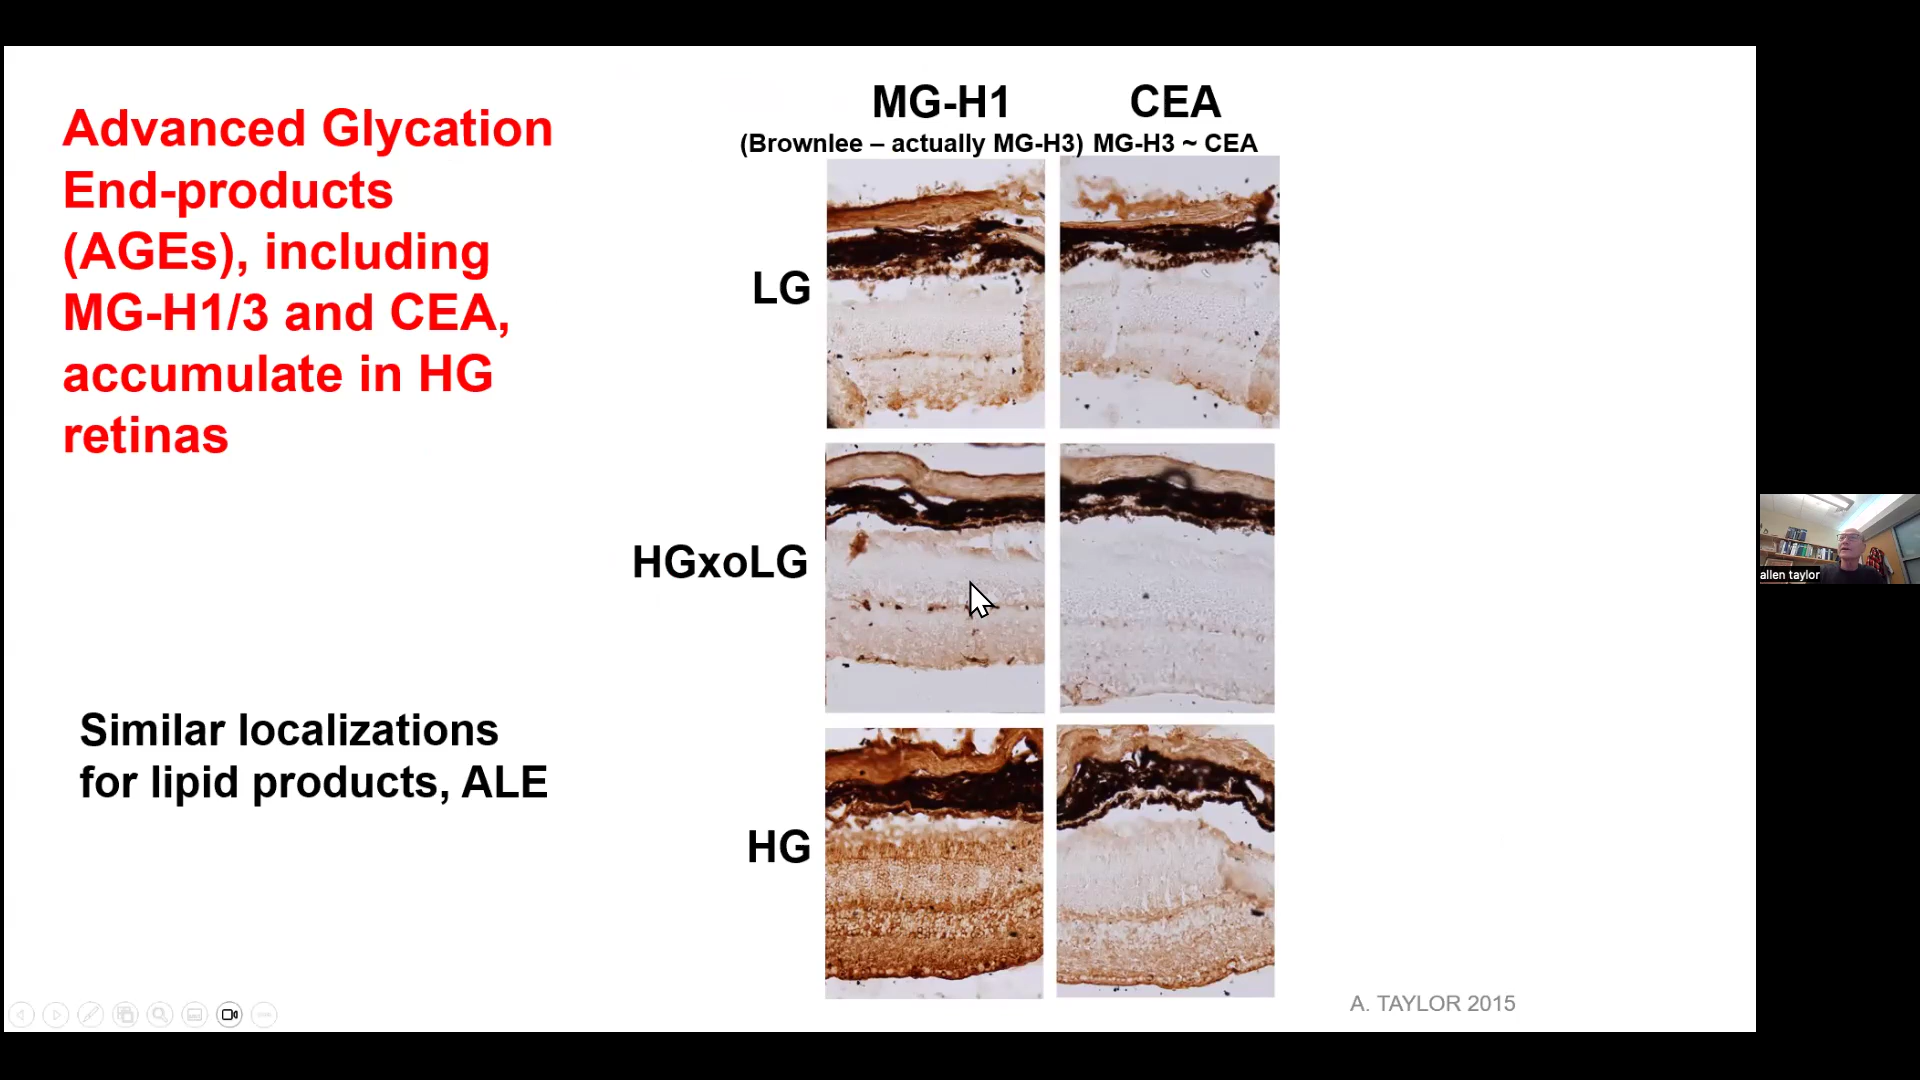 Advanced Glycation
End-products
(AGEs), including
MG-H1/3 and CEA,
accumulate in HG
retinas
Similar localizations
for lipid products, ALE
MG-H1 CEA
(Brownlee – actually MG-H3) MG-H3 ~ CEA
LG
HGxoLG
HG
A. TAYLOR 2015
allen taylor